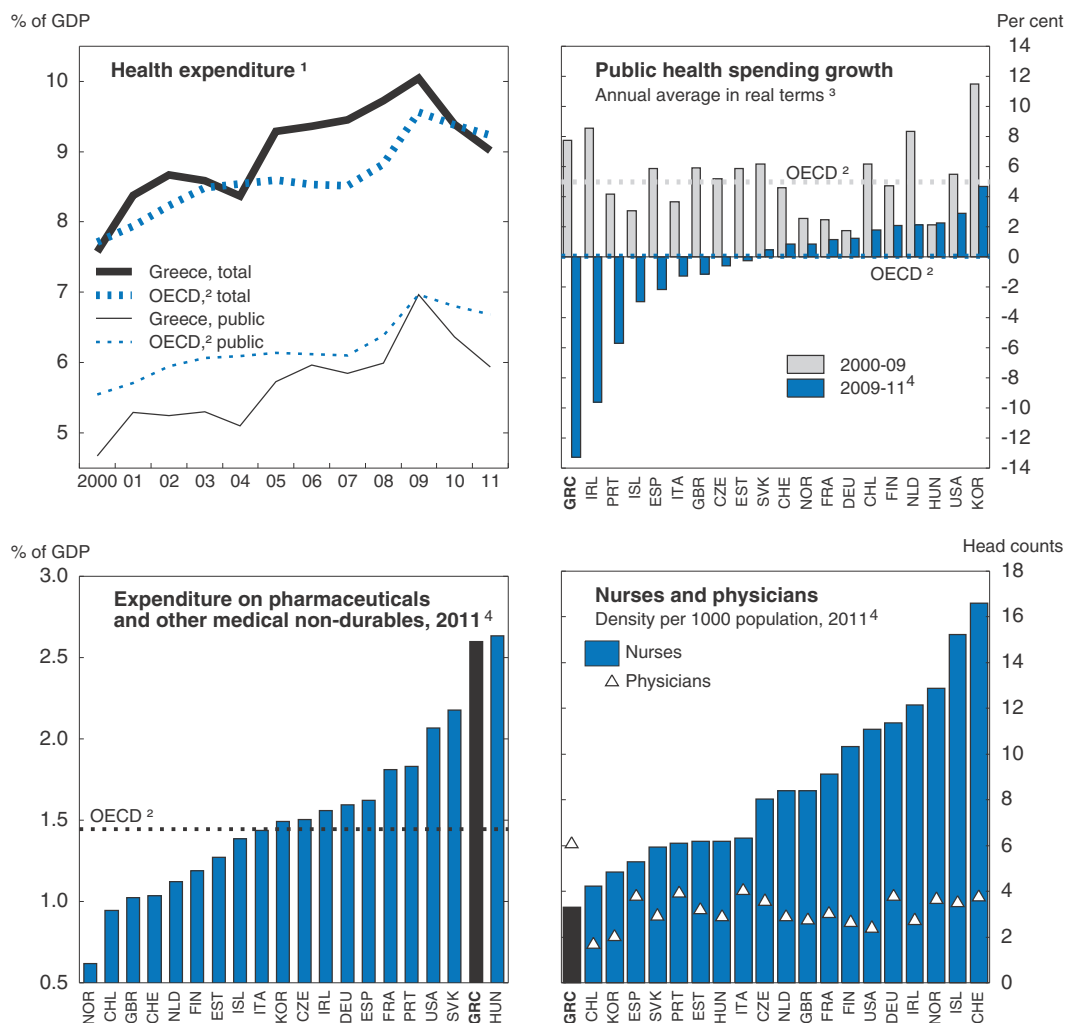 % of GDP
Health expenditure ¹
10
9
8
7
6
5
Greece, total
OECD,² total
Greece, public
OECD,² public
2000 01 02 03 04 05 06 07 08 09 10 11
Per cent
Public health spending growth
Annual average in real terms ³
14
12
10
8
6
4
2
0
-2
-4
-6
-8
-10
-12
-14
OECD ²
OECD ²
2000-09
2009-11⁴
GRC IRL PRT ISL ESP ITA GBR CZE EST SVK CHE NOR FRA DEU CHL FIN NLD HUN USA KOR
% of GDP
Expenditure on pharmaceuticals
and other medical non-durables, 2011 ⁴
3.0
2.5
2.0
1.5
1.0
0.5
OECD ²
NOR CHL GBR CHE NLD FIN EST ISL ITA KOR CZE IRL DEU ESP FRA PRT USA SVK GRC HUN
Head counts
Nurses and physicians
Density per 1000 population, 2011⁴
Nurses
Physicians
18
16
14
12
10
8
6
4
2
0
GRC CHL KOR ESP SVK PRT EST HUN ITA CZE NLD GBR FRA FIN USA DEU IRL NOR ISL CHE